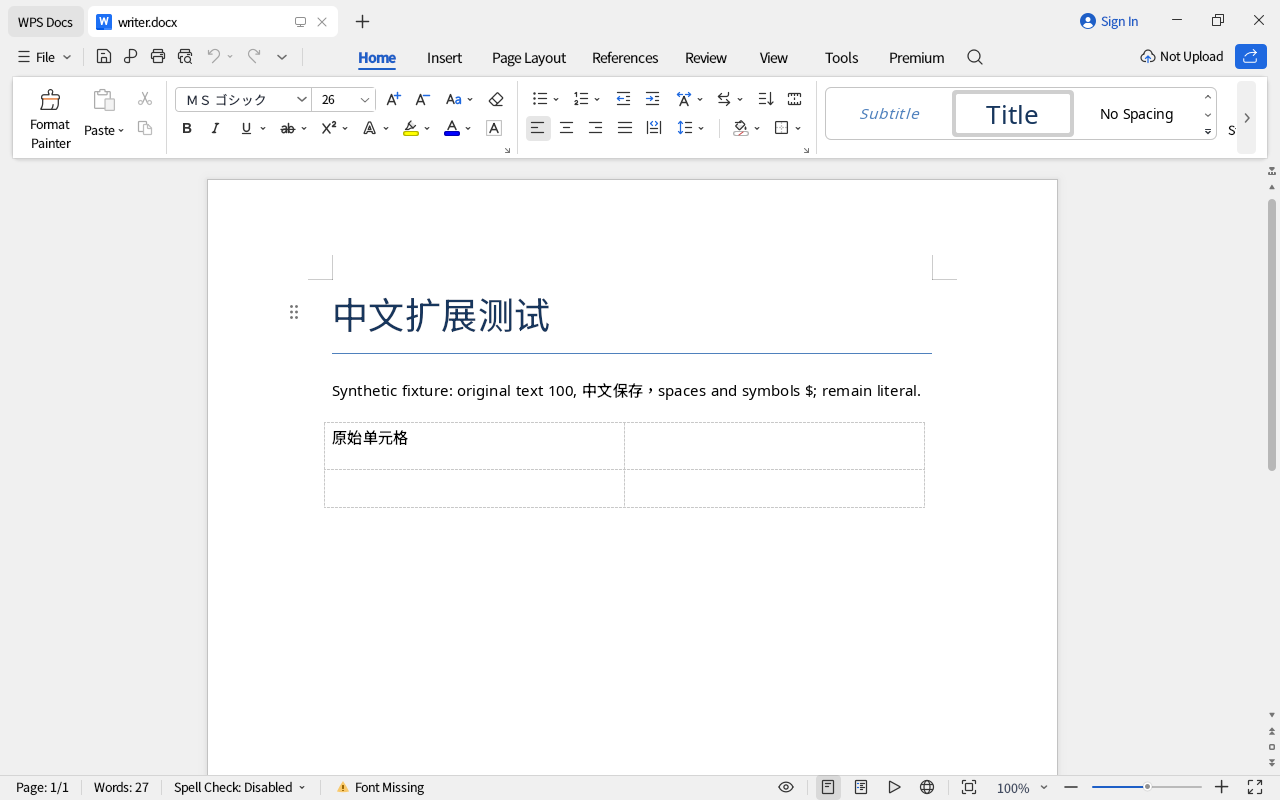 WPS Docs
writer.docx
Sign In
File
Home
Insert
Page Layout
References
Review
View
Tools
Premium
Not Upload
Format
Painter
Paste
ＭＳ ゴシック
26
Aa
Subtitle
Title
No Spacing
中文扩展测试
Synthetic fixture: original text 100, 中文保存，spaces and symbols $; remain literal.
原始单元格
Page: 1/1
Words: 27
Spell Check: Disabled
Font Missing
100%